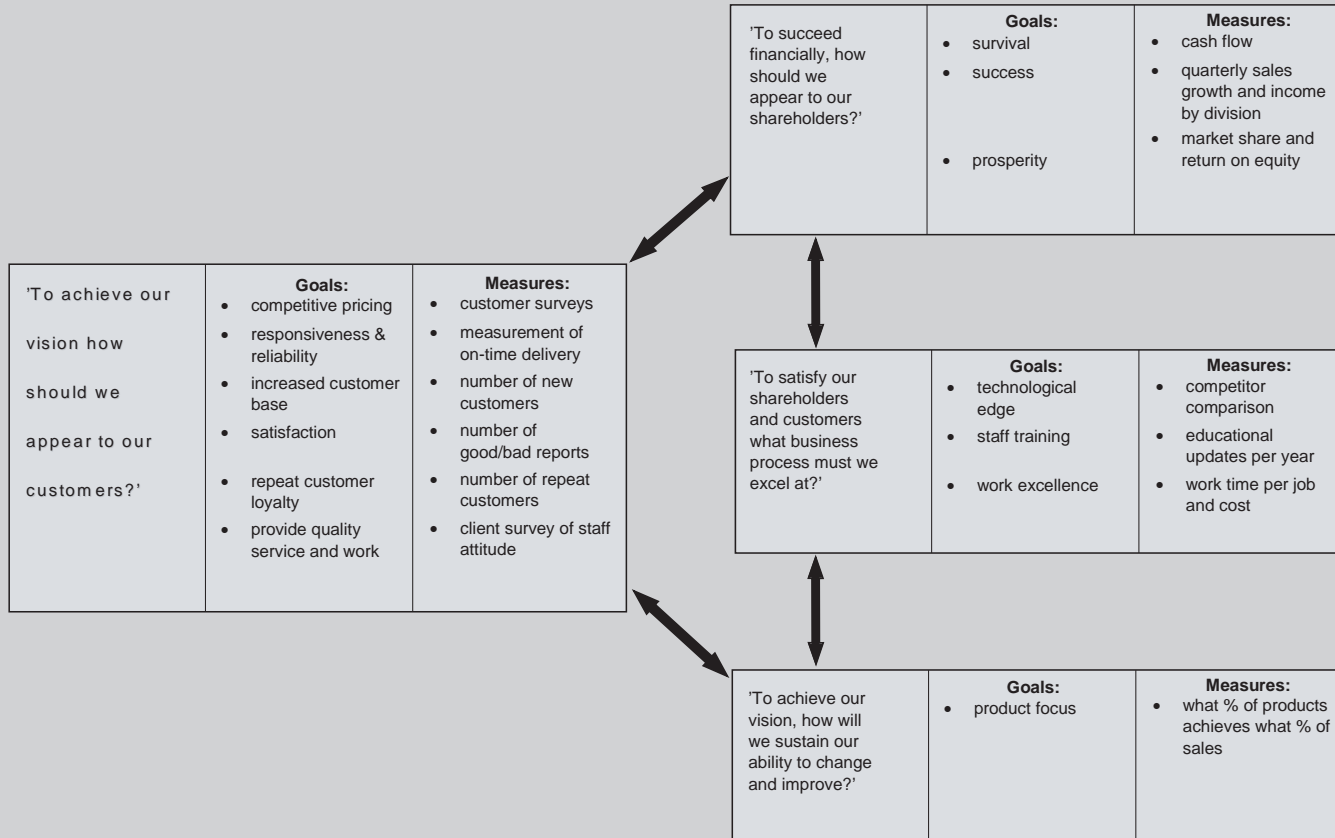 'To succeed
financially, how
should we
appear to our
shareholders?'
Goals:
• survival
• success
• prosperity
Measures:
• cash flow
• quarterly sales
growth and income
by division
• market share and
return on equity
'To achieve our
vision how
should we
appear to our
customers?'
Goals:
• competitive pricing
• responsiveness &
reliability
• increased customer
base
• satisfaction
• repeat customer
loyalty
• provide quality
service and work
Measures:
• customer surveys
• measurement of
on-time delivery
• number of new
customers
• number of
good/bad reports
• number of repeat
customers
• client survey of staff
attitude
'To satisfy our
shareholders
and customers
what business
process must we
excel at?'
Goals:
• technological
edge
• staff training
• work excellence
Measures:
• competitor
comparison
• educational
updates per year
• work time per job
and cost
'To achieve our
vision, how will
we sustain our
ability to change
and improve?'
Goals:
• product focus
Measures:
• what % of products
achieves what % of
sales